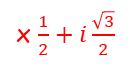 × 1/2 + i √3/2